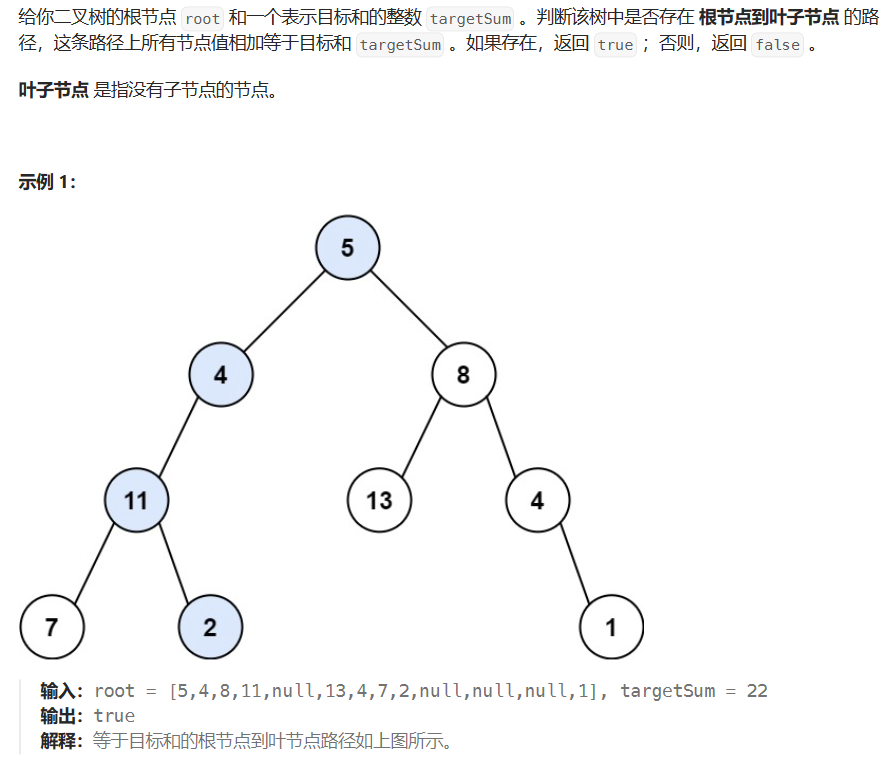 给你二叉树的根节点 root 和一个表示目标和的整数 targetSum 。判断该树中是否存在 根节点到叶子节点 的路
径，这条路径上所有节点值相加等于目标和 targetSum 。如果存在，返回 true ；否则，返回 false 。
叶子节点 是指没有子节点的节点。
示例 1：
5
4 8
11 13 4
7 2 1
输入：root = [5,4,8,11,null,13,4,7,2,null,null,null,1], targetSum = 22
输出：true
解释：等于目标和的根节点到叶节点路径如上图所示。